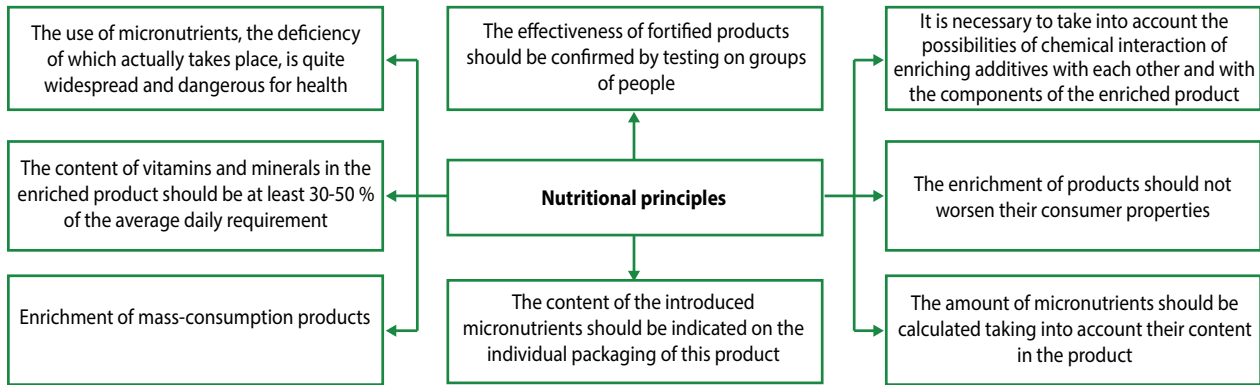 The use of micronutrients, the deficiency
of which actually takes place, is quite
widespread and dangerous for health
The effectiveness of fortified products
should be confirmed by testing on groups
of people
It is necessary to take into account the
possibilities of chemical interaction of
enriching additives with each other and with
the components of the enriched product
The content of vitamins and minerals in the
enriched product should be at least 30-50 %
of the average daily requirement
Nutritional principles
The enrichment of products should not
worsen their consumer properties
Enrichment of mass-consumption products
The content of the introduced
micronutrients should be indicated on the
individual packaging of this product
The amount of micronutrients should be
calculated taking into account their content
in the product